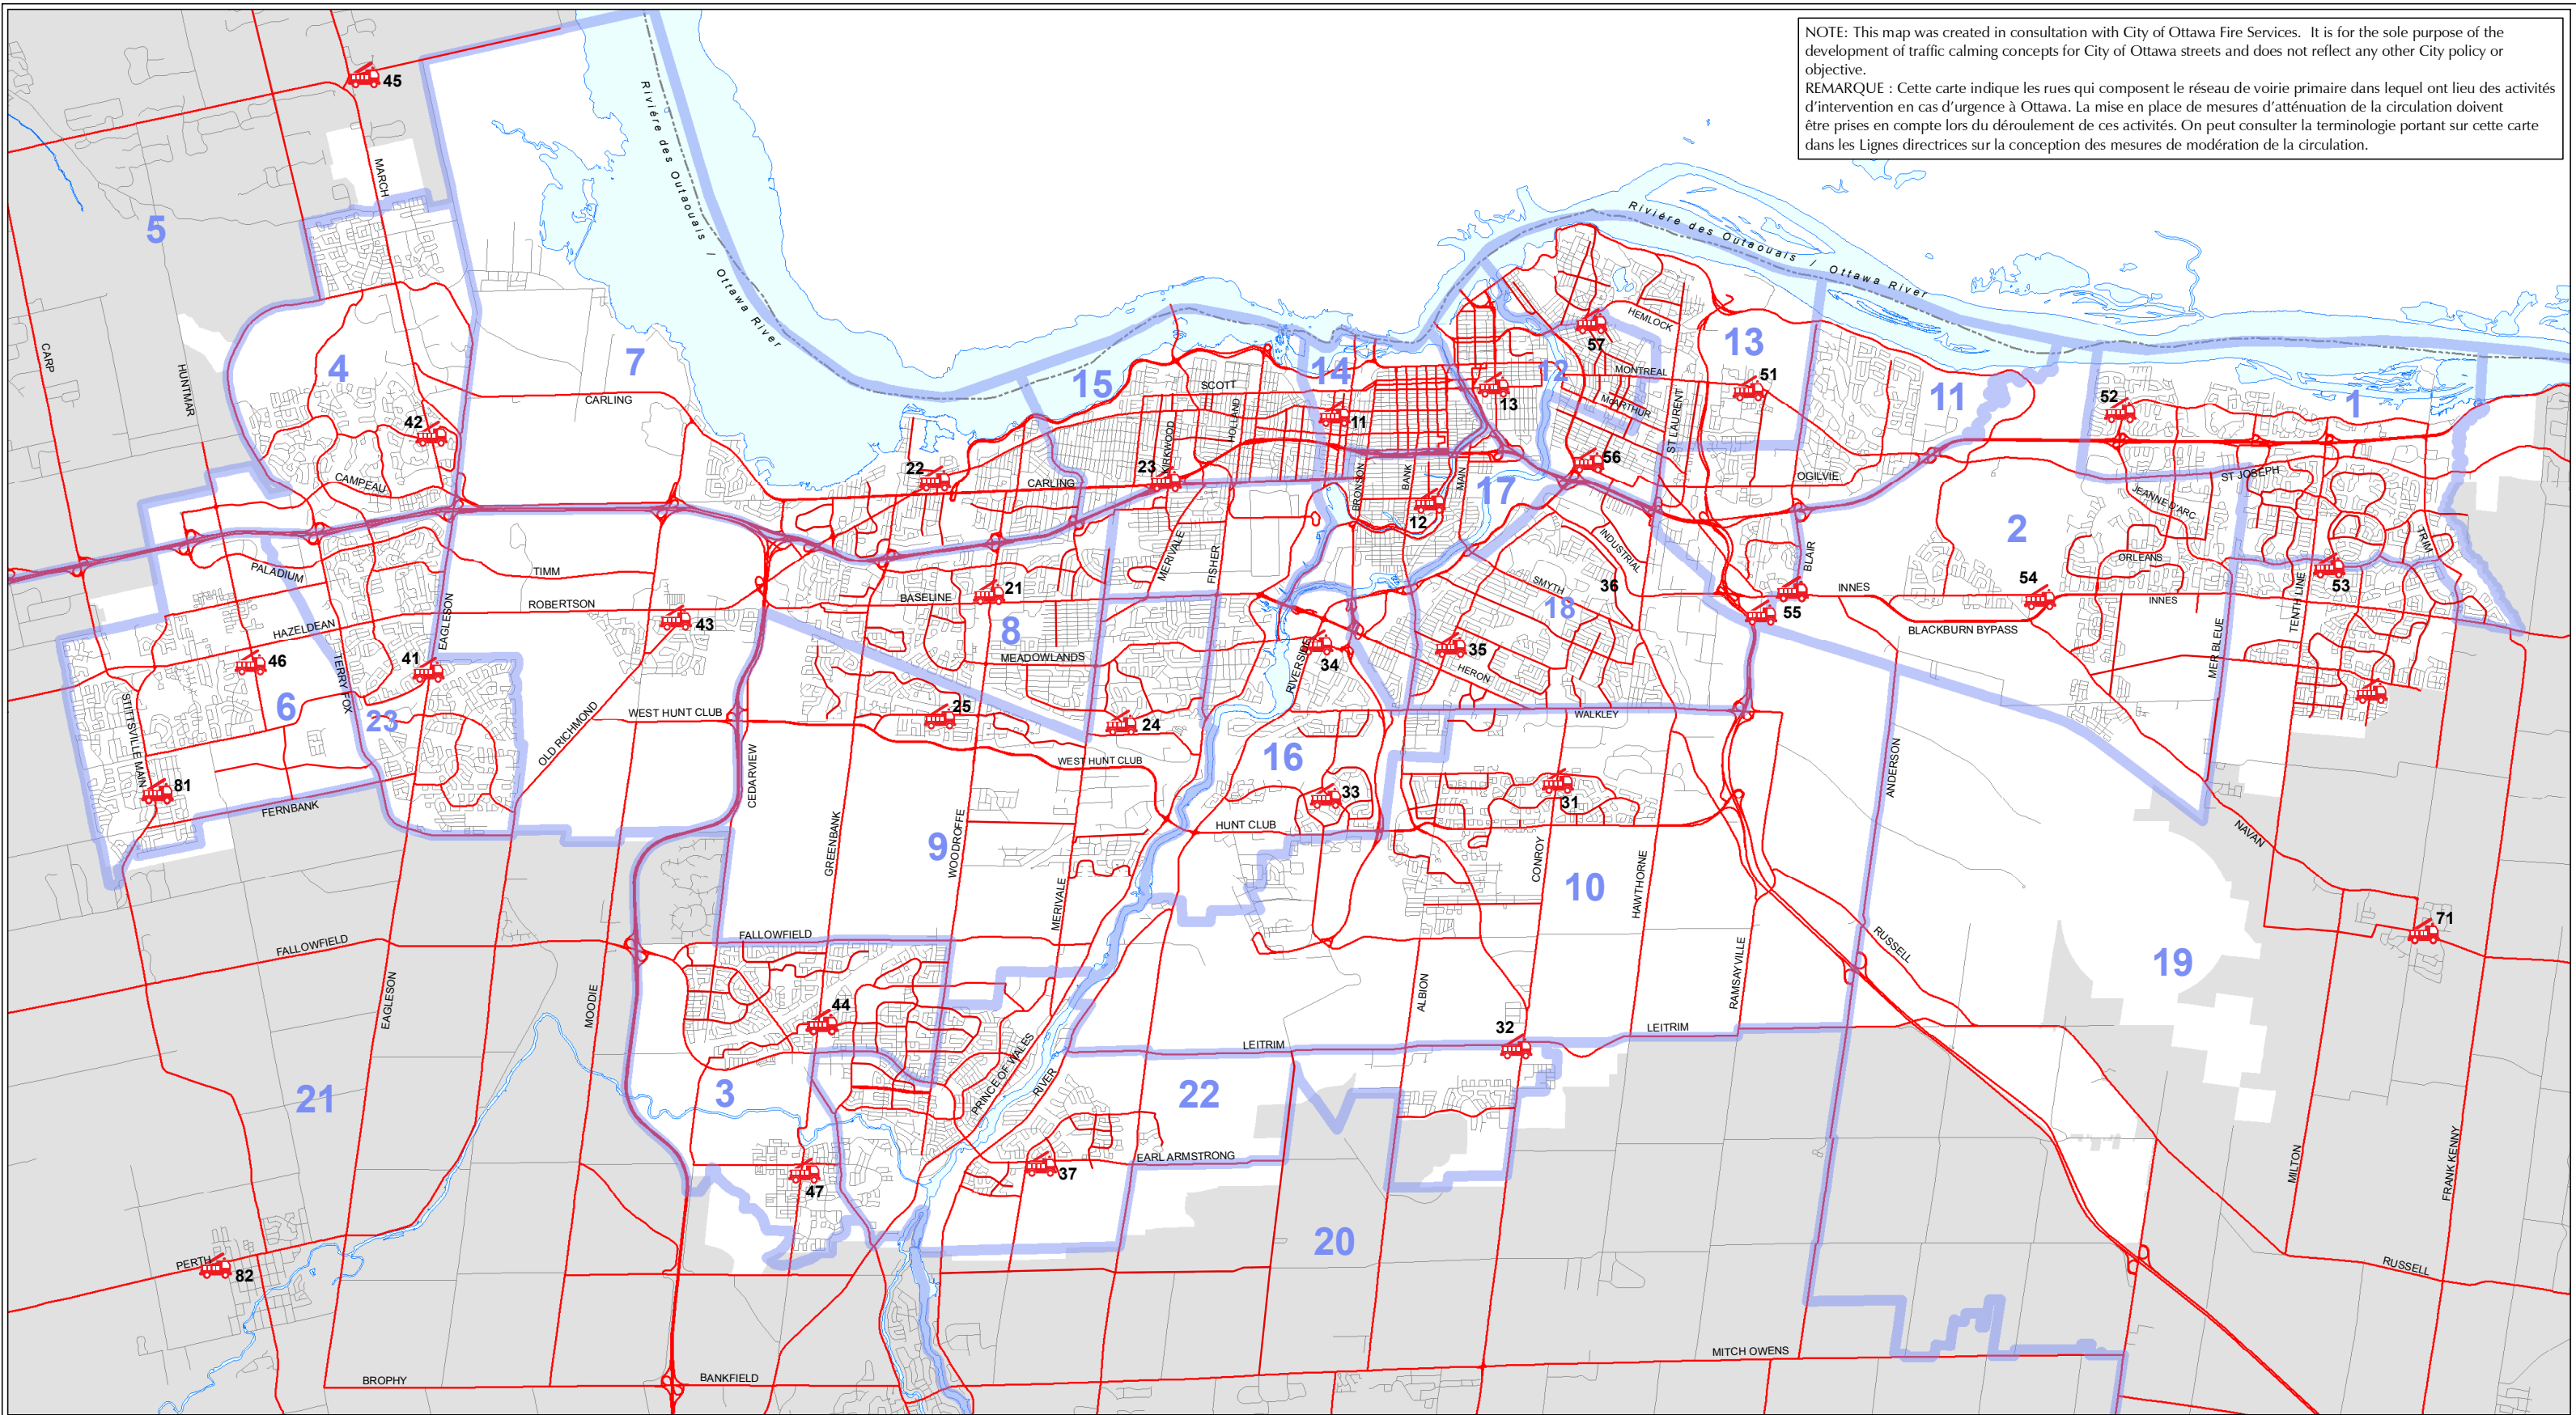 NOTE: This map was created in consultation with City of Ottawa Fire Services. It is for the sole purpose of the
development of traffic calming concepts for City of Ottawa streets and does not reflect any other City policy or
objective.
REMARQUE : Cette carte indique les rues qui composent le réseau de voirie primaire dans lequel ont lieu des activités
d'intervention en cas d'urgence à Ottawa. La mise en place de mesures d'atténuation de la circulation doivent
être prises en compte lors du déroulement de ces activités. On peut consulter la terminologie portant sur cette carte
dans les Lignes directrices sur la conception des mesures de modération de la circulation.
45
MARCH
Rivière des Outaouais / Ottawa River
Riviére des Outaouais / Ottawa River
5
CARP
HUNTMAR
4
7
CARLING
42
CAMPEAU
15
SCOTT
HOLLAND
KIRKWOOD
23
22
CARLING
14
11
BRONSON
BANK
MAIN
12
13
17
12
57
HEMLOCK
MONTREAL
McARTHUR
ST LAURENT
13
51
56
11
OGILVIE
52
1
ST JOSEPH
JEANNE D'ARC
2
ORLEANS
TRIM
53
TENTH LINE
54
INNES
INNES
BLACKBURN BYPASS
BLAIR
55
MER BLEUE
PALADIUM
TIMM
ROBERTSON
HAZELDEAN
EAGLESON
43
46
41
6
TERRY FOX
23
STITTSVILLE MAIN
81
FERNBANK
OLD RICHMOND
WEST HUNT CLUB
CEDARVIEW
BASELINE
21
8
MEADOWLANDS
MERIVALE
FISHER
25
24
WEST HUNT CLUB
INDUSTRIAL
SMYTH
36
18
35
HERON
34
RIVERSIDE
WALKLEY
16
33
31
HUNT CLUB
GREENBANK
9
WOODROFFE
MERIVALE
CONROY
10
HAWTHORNE
ANDERSON
NAVAN
71
19
RUSSELL
RAMSAYVILLE
FALLOWFIELD
FALLOWFIELD
EAGLESON
MOODIE
44
ALBION
32
LEITRIM
LEITRIM
PRINCE OF WALES
RIVER
3
22
21
37
EARL ARMSTRONG
47
20
MILTON
FRANK KENNY
RUSSELL
PERTH
82
BROPHY
BANKFIELD
MITCH OWENS